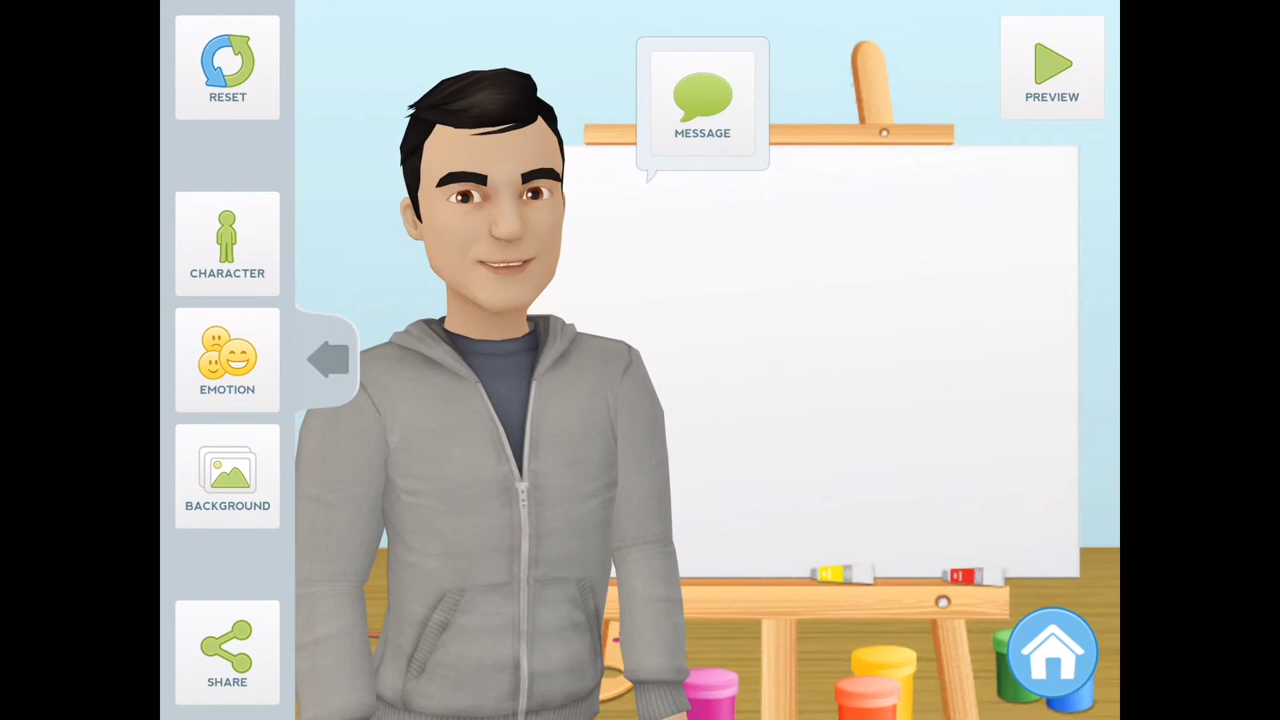 RESET
MESSAGE
PREVIEW
CHARACTER
EMOTION
BACKGROUND
SHARE